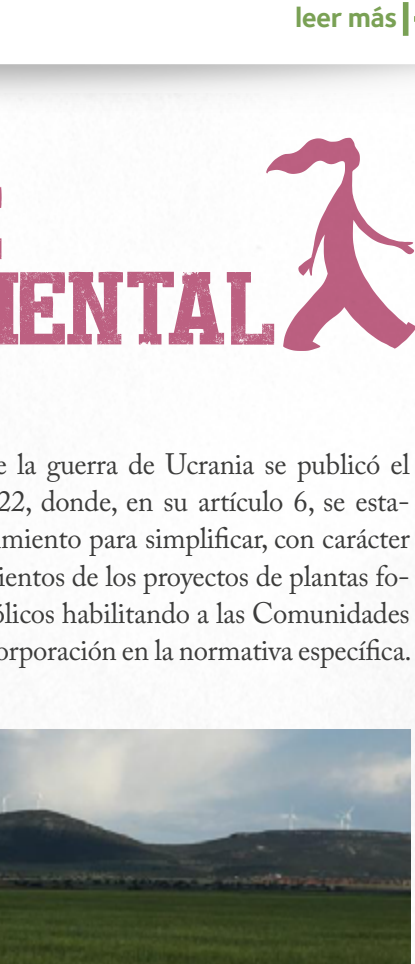 leer más
MENTAL
la guerra de Ucrania se publicó el
22, donde, en su artículo 6, se esta-
miento para simplificar, con carácter
ientos de los proyectos de plantas fo-
ólicos habilitando a las Comunidades
orporación en la normativa específica.